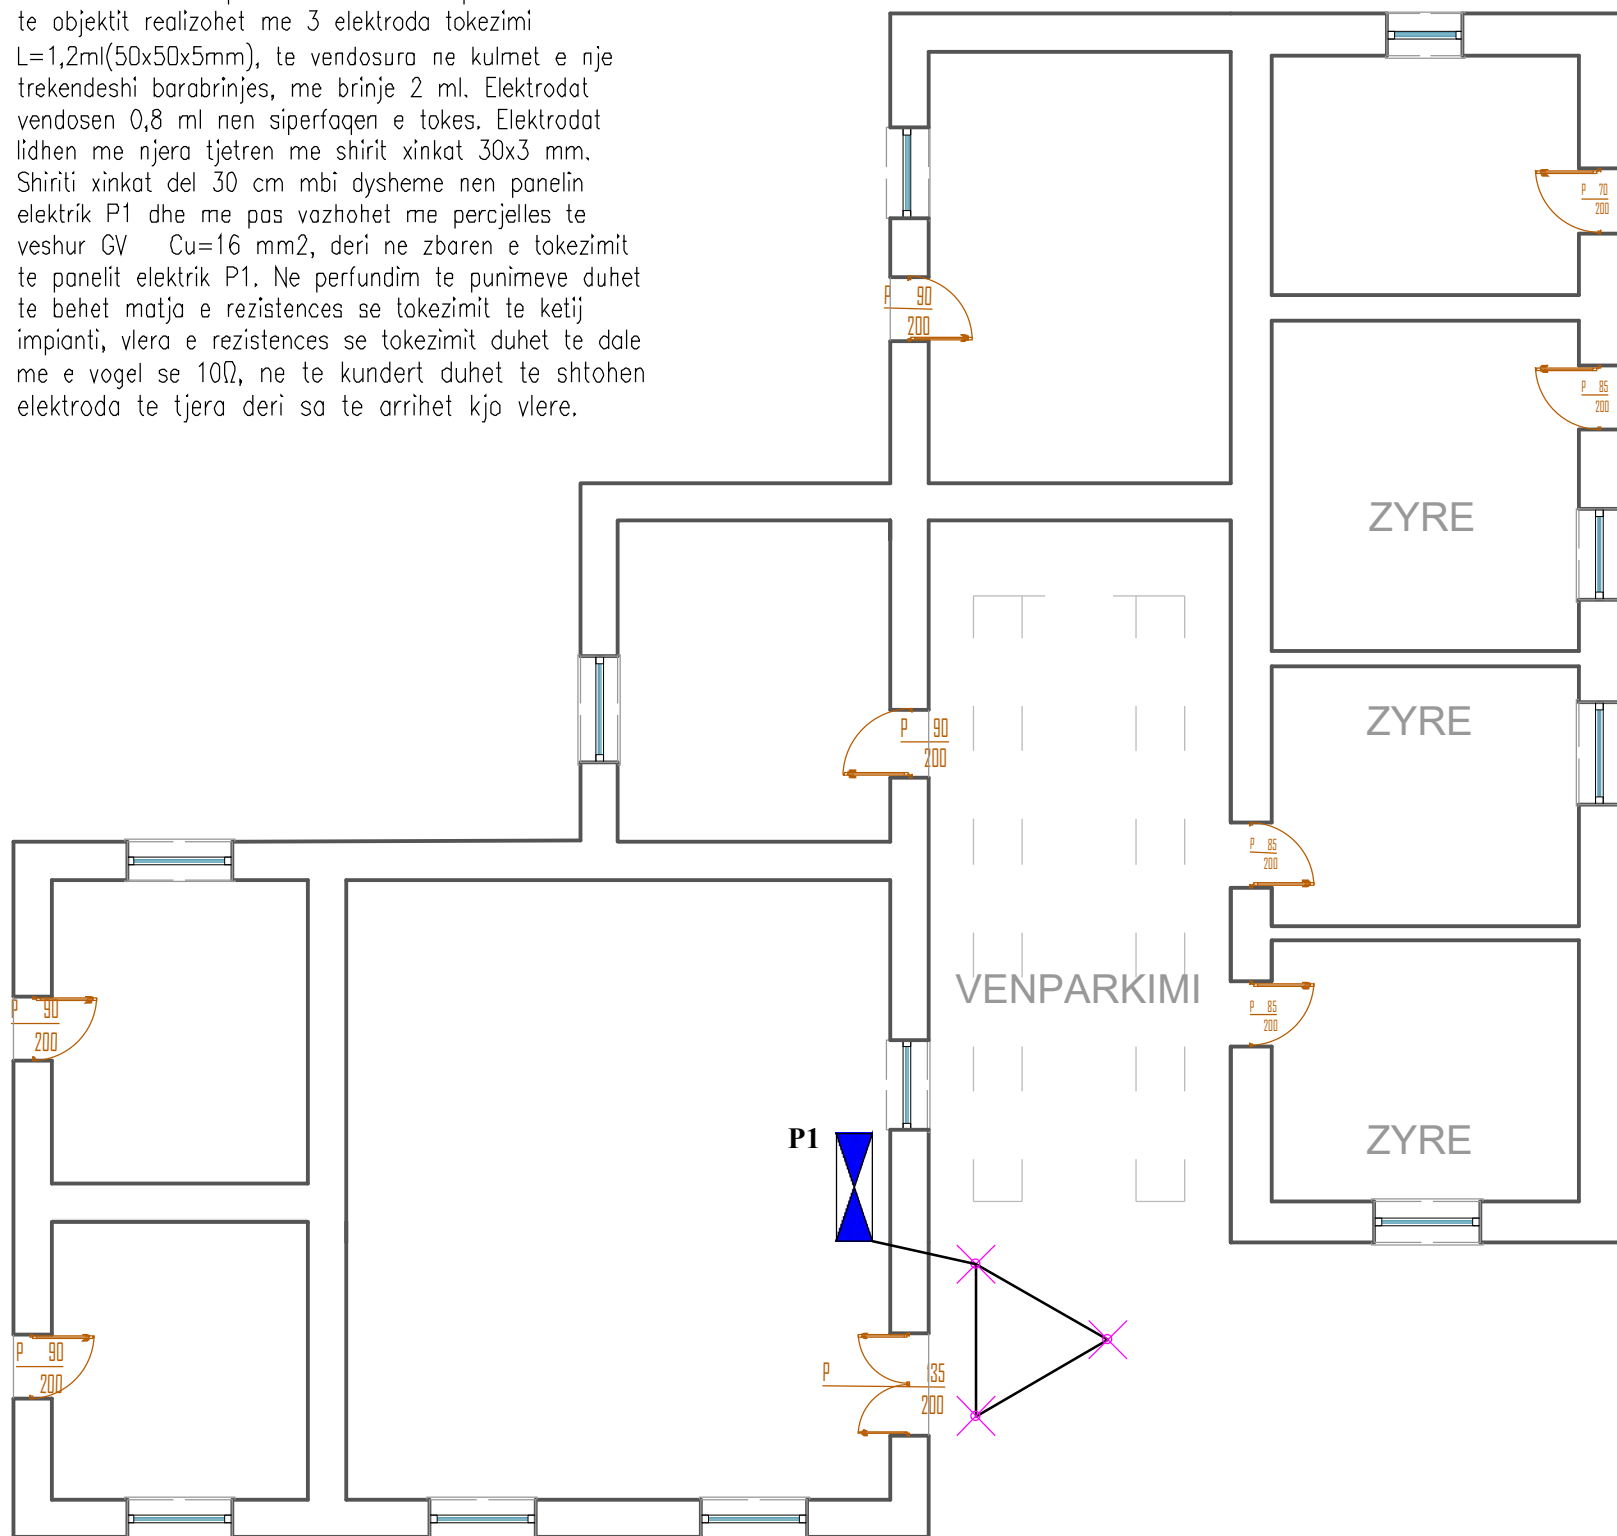 te objektit realizohet me 3 elektroda tokezimi
L=1,2ml(50x50x5mm), te vendosura ne kulmet e nje
trekendeshi barabrinjes, me brinje 2 ml. Elektrodat
vendosen 0,8 ml nen siperfaqen e tokes. Elektrodat
lidhen me njera tjetren me shirit xinkat 30x3 mm.
Shiriti xinkat del 30 cm mbi dysheme nen panelin
elektrik P1 dhe me pas vazhohet me percjelles te
veshur GV Cu=16 mm2, deri ne zbaren e tokezimit
te panelit elektrik P1. Ne perfundim te punimeve duhet
te behet matja e rezistences se tokezimit te ketij
impianti, vlera e rezistences se tokezimit duhet te dale
me e vogel se 10Ω, ne te kundert duhet te shtohen
elektroda te tjera deri sa te arrihet kjo vlere.
P 70
200
P 90
200
P 85
200
ZYRE
ZYRE
P 90
200
P 85
200
VENPARKIMI
P 90
200
P 85
200
P1
ZYRE
P 90
200
P 35
200